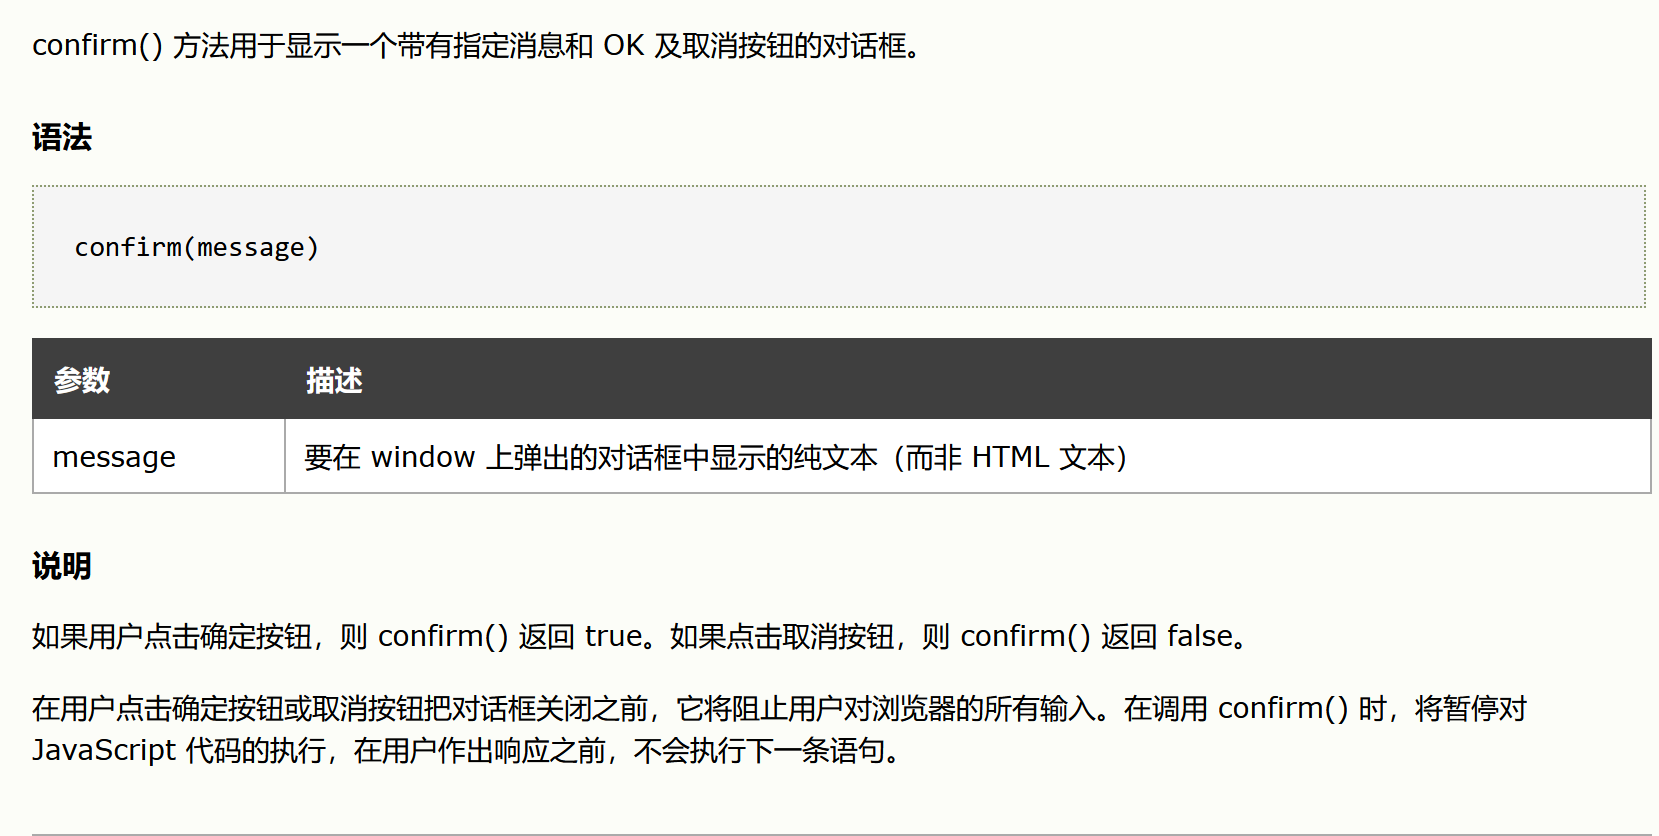 confirm() 方法用于显示一个带有指定消息和 OK 及取消按钮的对话框。
语法
confirm(message)
参数 描述
message 要在 window 上弹出的对话框中显示的纯文本（而非 HTML 文本）
说明
如果用户点击确定按钮，则 confirm() 返回 true。如果点击取消按钮，则 confirm() 返回 false。
在用户点击确定按钮或取消按钮把对话框关闭之前，它将阻止用户对浏览器的所有输入。在调用 confirm() 时，将暂停对
JavaScript 代码的执行，在用户作出响应之前，不会执行下一条语句。